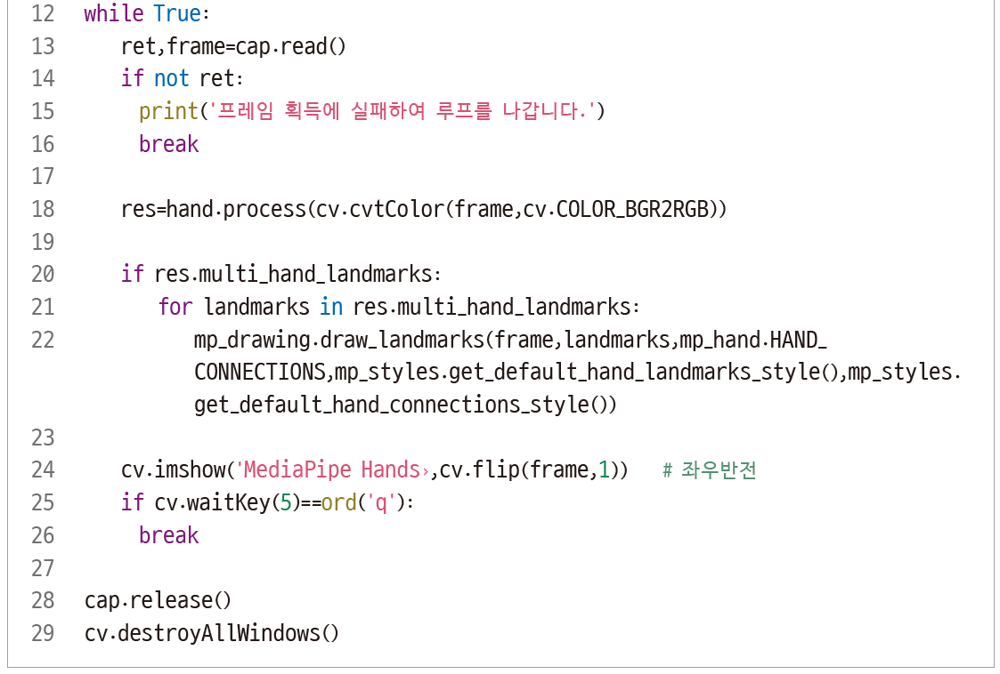 12 while True:
13 ret,frame=cap.read()
14 if not ret:
15 print('프레임 획득에 실패하여 루프를 나갑니다.')
16 break
17
18 res=hand.process(cv.cvtColor(frame,cv.COLOR_BGR2RGB))
19
20 if res.multi_hand_landmarks:
21 for landmarks in res.multi_hand_landmarks:
22 mp_drawing.draw_landmarks(frame,landmarks,mp_hand.HAND_
CONNECTIONS,mp_styles.get_default_hand_landmarks_style(),mp_styles.
get_default_hand_connections_style())
23
24 cv.imshow('MediaPipe Hands›,cv.flip(frame,1)) # 좌우반전
25 if cv.waitKey(5)==ord('q'):
26 break
27
28 cap.release()
29 cv.destroyAllWindows()